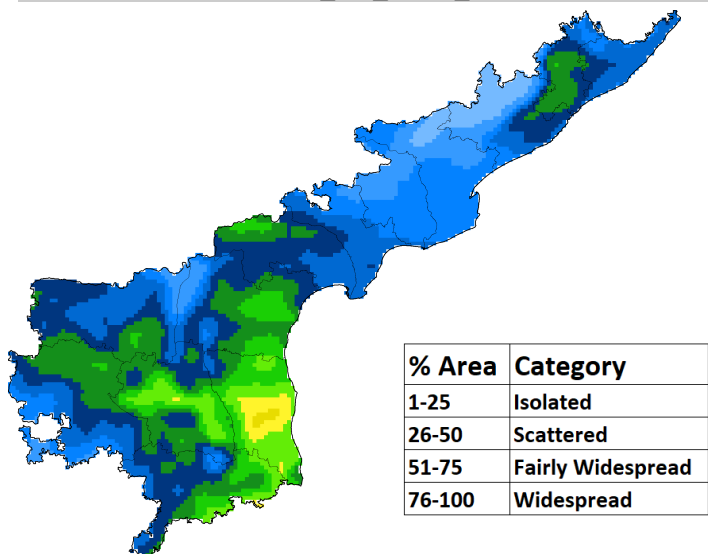 % Area Category
1-25 Isolated
26-50 Scattered
51-75 Fairly Widespread
76-100 Widespread